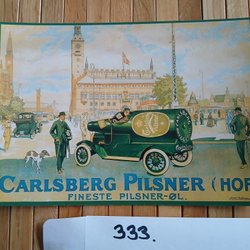 CARLSBERG PILSNER (HOF
FINESTE PILSNER-ØL.
333.